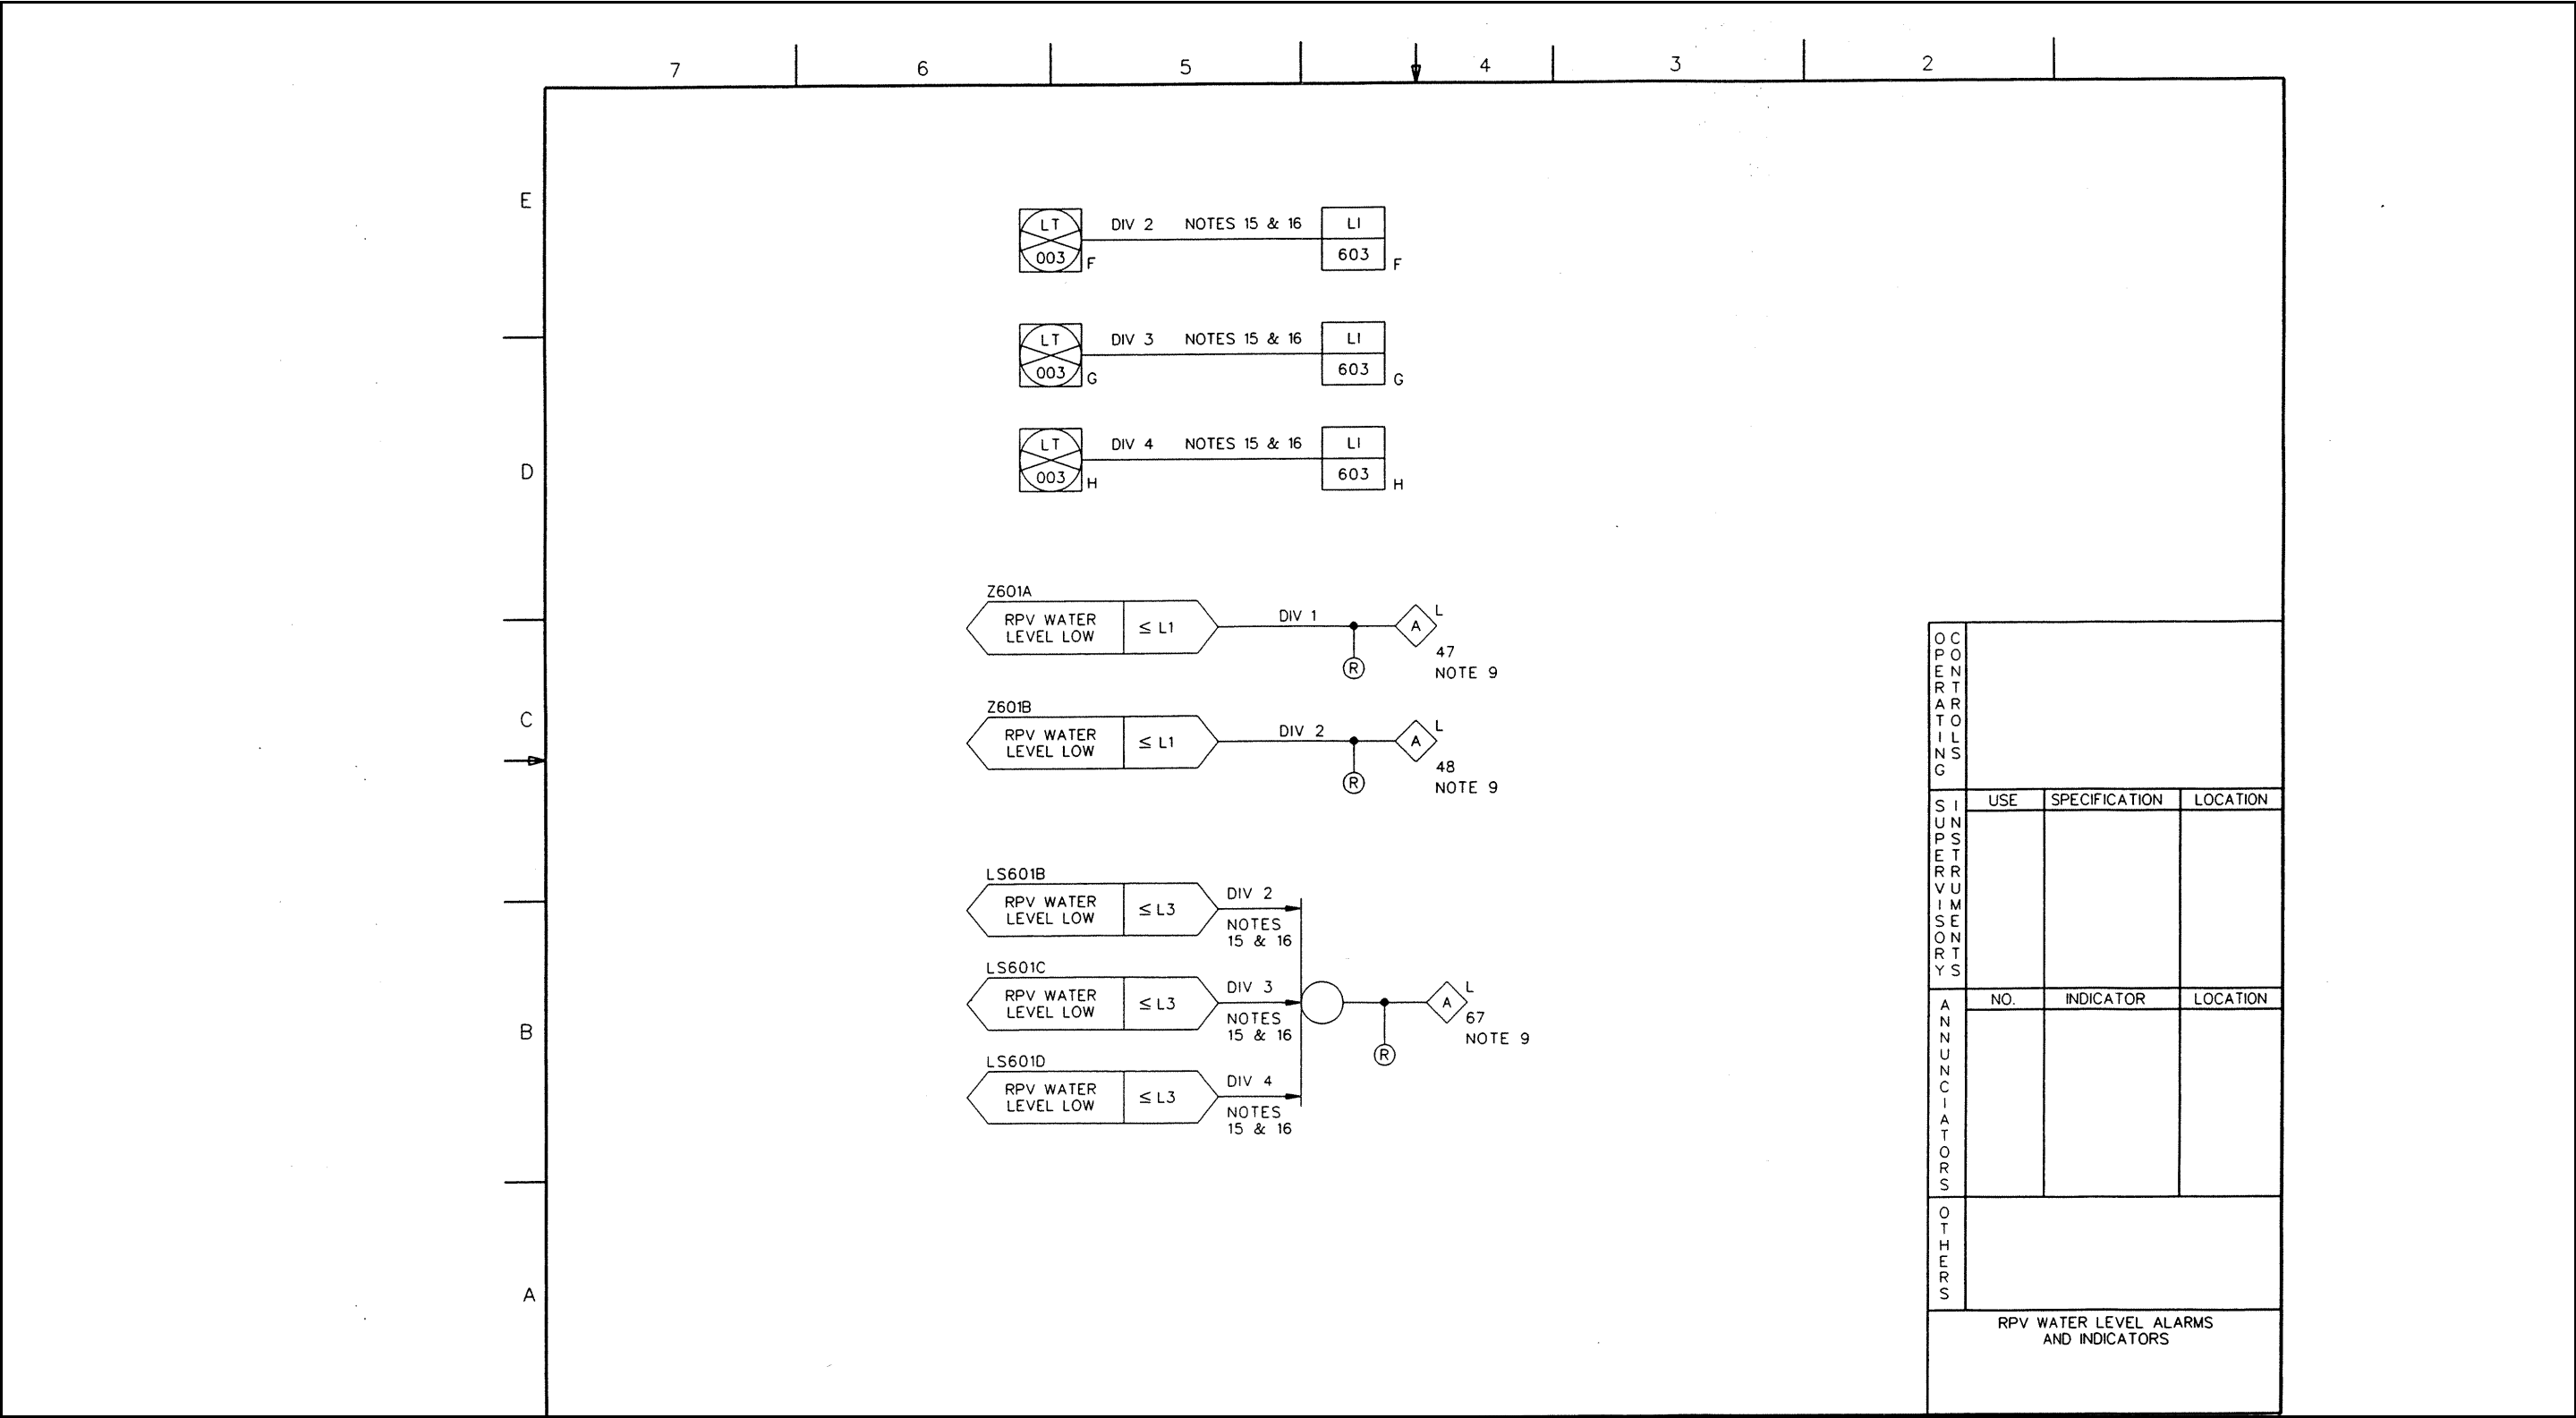 7 6 5 4 3 2
E
LT DIV 2 NOTES 15 & 16 LI
003 F 603 F
LT DIV 3 NOTES 15 & 16 LI
003 G 603 G
D
LT DIV 4 NOTES 15 & 16 LI
003 H 603 H
Z601A
RPV WATER
LEVEL LOW
≤ L1
DIV 1
R
A
L
47
NOTE 9
C
Z601B
RPV WATER
LEVEL LOW
≤ L1
DIV 2
R
A
L
48
NOTE 9
LS601B
RPV WATER
LEVEL LOW
≤ L3
DIV 2
NOTES
15 & 16
LS601C
RPV WATER
LEVEL LOW
≤ L3
DIV 3
NOTES
15 & 16
B
LS601D
RPV WATER
LEVEL LOW
≤ L3
DIV 4
NOTES
15 & 16
R
A
L
67
NOTE 9
A
OPERATING
CONTROLS
SUPERVISORY
INSTRUMENTS
USE SPECIFICATION LOCATION
ANNUNCIATORS
NO. INDICATOR LOCATION
OTHERS
RPV WATER LEVEL ALARMS
AND INDICATORS